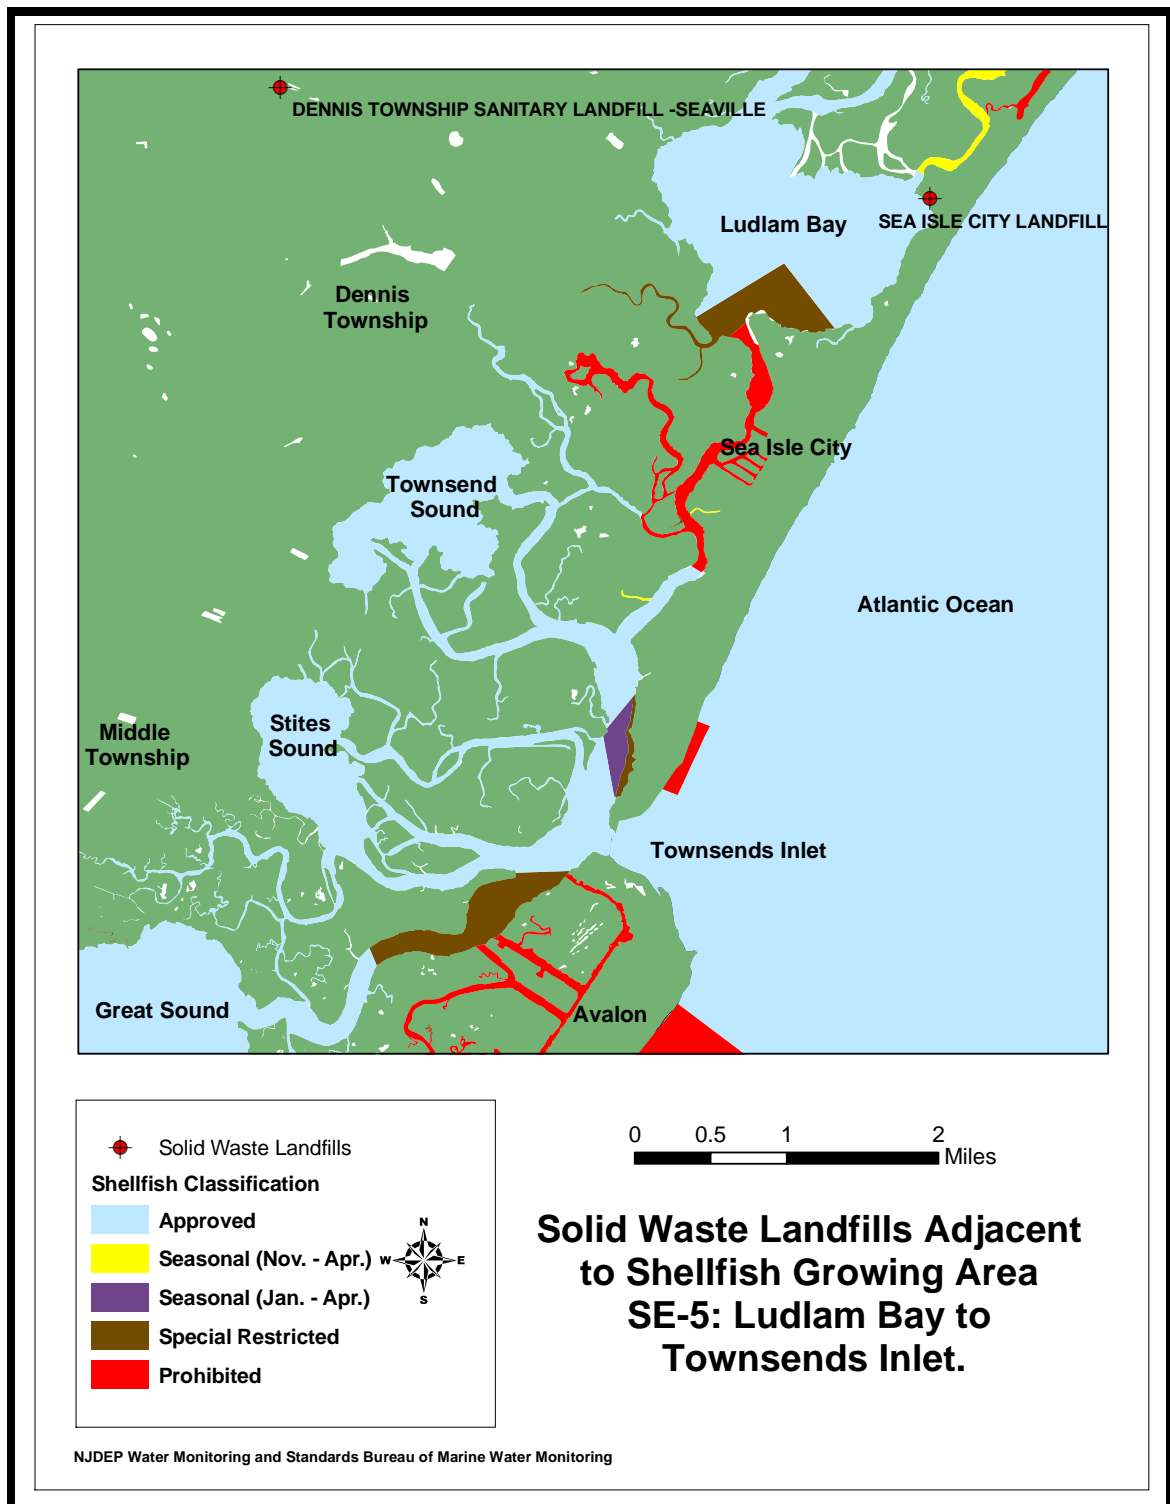 DENNIS TOWNSHIP SANITARY LANDFILL -SEAVILLE
Ludlam Bay
SEA ISLE CITY LANDFILL
Dennis
Township
Sea Isle City
Townsend
Sound
Atlantic Ocean
Stites
Sound
Middle
Township
Townsends Inlet
Great Sound
Avalon
Solid Waste Landfills
Shellfish Classification
Approved
Seasonal (Nov. - Apr.)
Seasonal (Jan. - Apr.)
Special Restricted
Prohibited
N
W E
S
0 0.5 1 2
Miles
Solid Waste Landfills Adjacent
to Shellfish Growing Area
SE-5: Ludlam Bay to
Townsends Inlet.
NJDEP Water Monitoring and Standards Bureau of Marine Water Monitoring